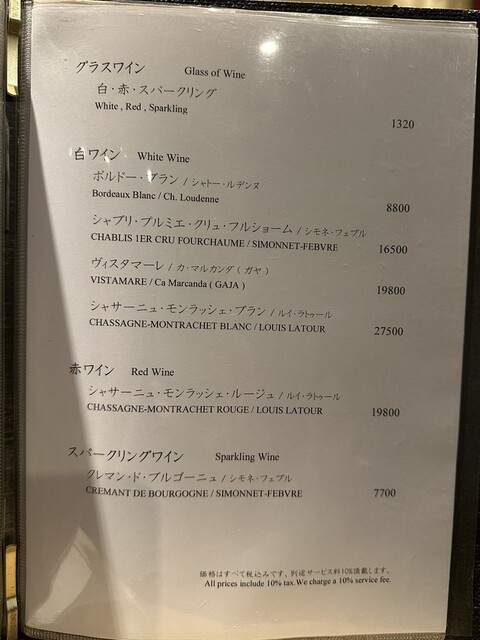 グラスワイン Glass of Wine
白・赤・スパークリング
White , Red , Sparkling
1320
白ワイン White Wine
ボルドー・ブラン / シャトー・ルデンヌ
Bordeaux Blanc / Ch. Loudenne
8800
シャブリ・プルミエ・クリュ・フルショーム / シモネ・フェブル
CHABLIS 1ER CRU FOURCHAUME / SIMONNET-FEBVRE
16500
ヴィスタマーレ / カ・マルカンダ ( ガヤ )
VISTAMARE / Ca Marcanda ( GAJA )
19800
シャサーニュ・モンラッシェ・ブラン / ルイ・ラトゥール
CHASSAGNE-MONTRACHET BLANC / LOUIS LATOUR
27500
赤ワイン Red Wine
シャサーニュ・モンラッシェ・ルージュ / ルイ・ラトゥール
CHASSAGNE-MONTRACHET ROUGE / LOUIS LATOUR
19800
スパークリングワイン Sparkling Wine
クレマン・ド・ブルゴーニュ / シモネ・フェブル
CREMANT DE BOURGOGNE / SIMONNET-FEBVRE
7700
価格はすべて税込みです。別途サービス料10%頂戴します。
All prices include 10% tax. We charge a 10% service fee.